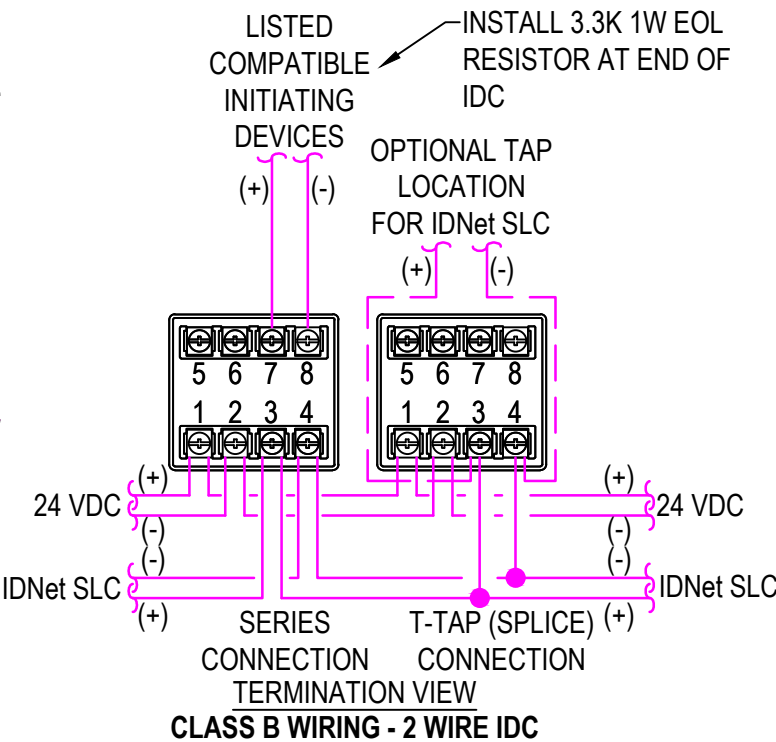 LISTED
COMPATIBLE
INITIATING
DEVICES
INSTALL 3.3K 1W EOL
RESISTOR AT END OF
IDC
OPTIONAL TAP
LOCATION
FOR IDNet SLC
(+) (-)
(+) (-)
5 6 7 8
1 2 3 4
5 6 7 8
1 2 3 4
(+) (+)
24 VDC 24 VDC
(-) (-)
(-) (-)
IDNet SLC IDNet SLC
(+) (+)
SERIES
CONNECTION
T-TAP (SPLICE)
CONNECTION
TERMINATION VIEW
CLASS B WIRING - 2 WIRE IDC